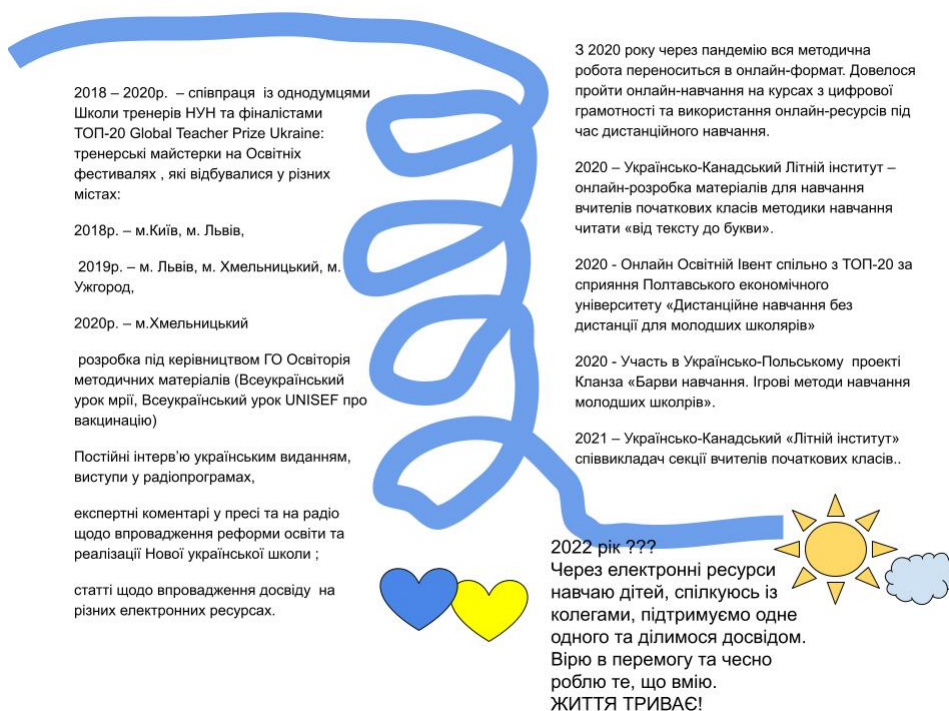 2018 – 2020р. – співпраця із однодумцями
Школи тренерів НУН та фіналістами
ТОП-20 Global Teacher Prize Ukraine:
тренерські майстерки на Освітніх
фестивалях , які відбувалися у різних
містах:
2018р. – м.Київ, м. Львів,
2019р. – м. Львів, м. Хмельницький, м.
Ужгород,
2020р. – м.Хмельницький
розробка під керівництвом ГО Освіторія
методичних матеріалів (Всеукраїнський
урок мрії, Всеукраїнський урок UNISEF про
вакцинацію)
Постійні інтерв’ю українським виданням,
виступи у радіопрограмах,
експертні коментарі у пресі та на радіо
щодо впровадження реформи освіти та
реалізації Нової української школи ;
статті щодо впровадження досвіду на
різних електронних ресурсах.
З 2020 року через пандемію вся методична
робота переноситься в онлайн-формат. Довелося
пройти онлайн-навчання на курсах з цифрової
грамотності та використання онлайн-ресурсів під
час дистанційного навчання.
2020 – Українсько-Канадський Літній інститут –
онлайн-розробка матеріалів для навчання
вчителів початкових класів методики навчання
читати «від тексту до букви».
2020 - Онлайн Освітній Івент спільно з ТОП-20 за
сприяння Полтавського економічного
університету «Дистанційне навчання без
дистанції для молодших школярів»
2020 - Участь в Українсько-Польському проекті
Кланза «Барви навчання. Ігрові методи навчання
молодших школрів».
2021 – Українсько-Канадський «Літній інститут»
співвикладач секції вчителів початкових класів..
2022 рік ???
Через електронні ресурси
навчаю дітей, спілкуюсь із
колегами, підтримуємо одне
одного та ділимося досвідом.
Вірю в перемогу та чесно
роблю те, що вмію.
ЖИТТЯ ТРИВАЄ!